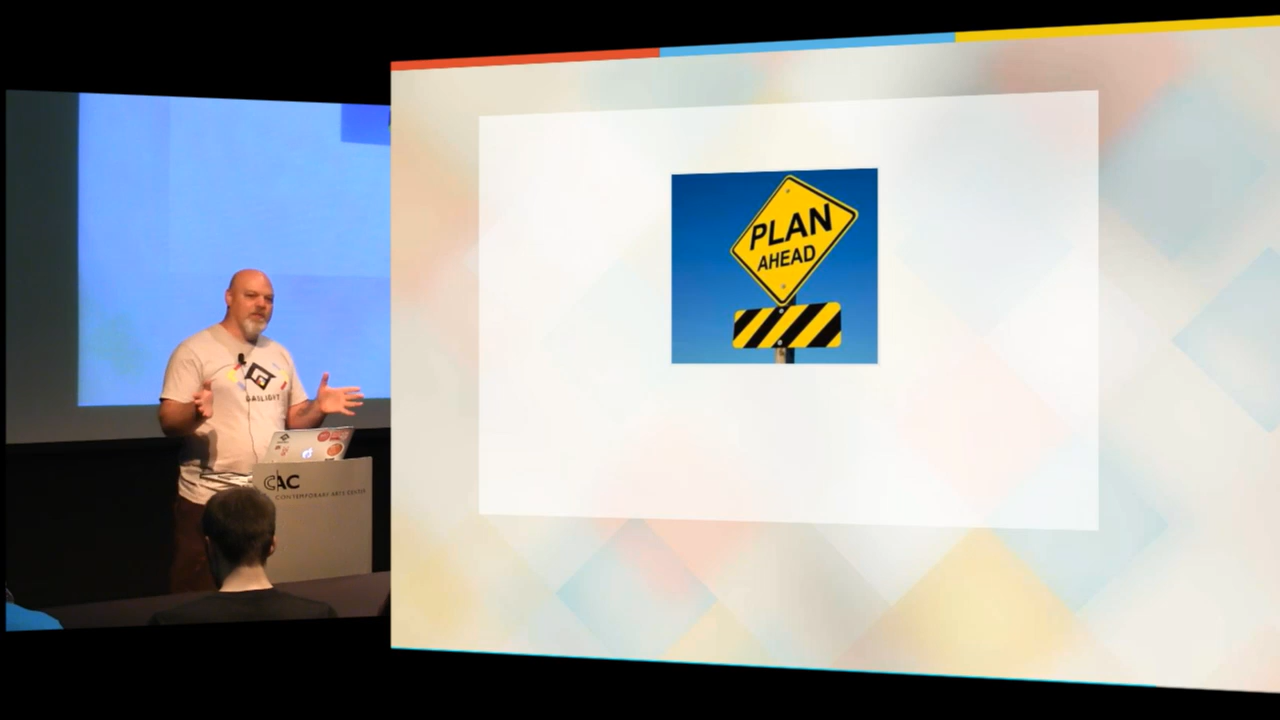 GASLIGHT
CAC
CONTEMPORARY ARTS CENTER
PLAN
AHEAD